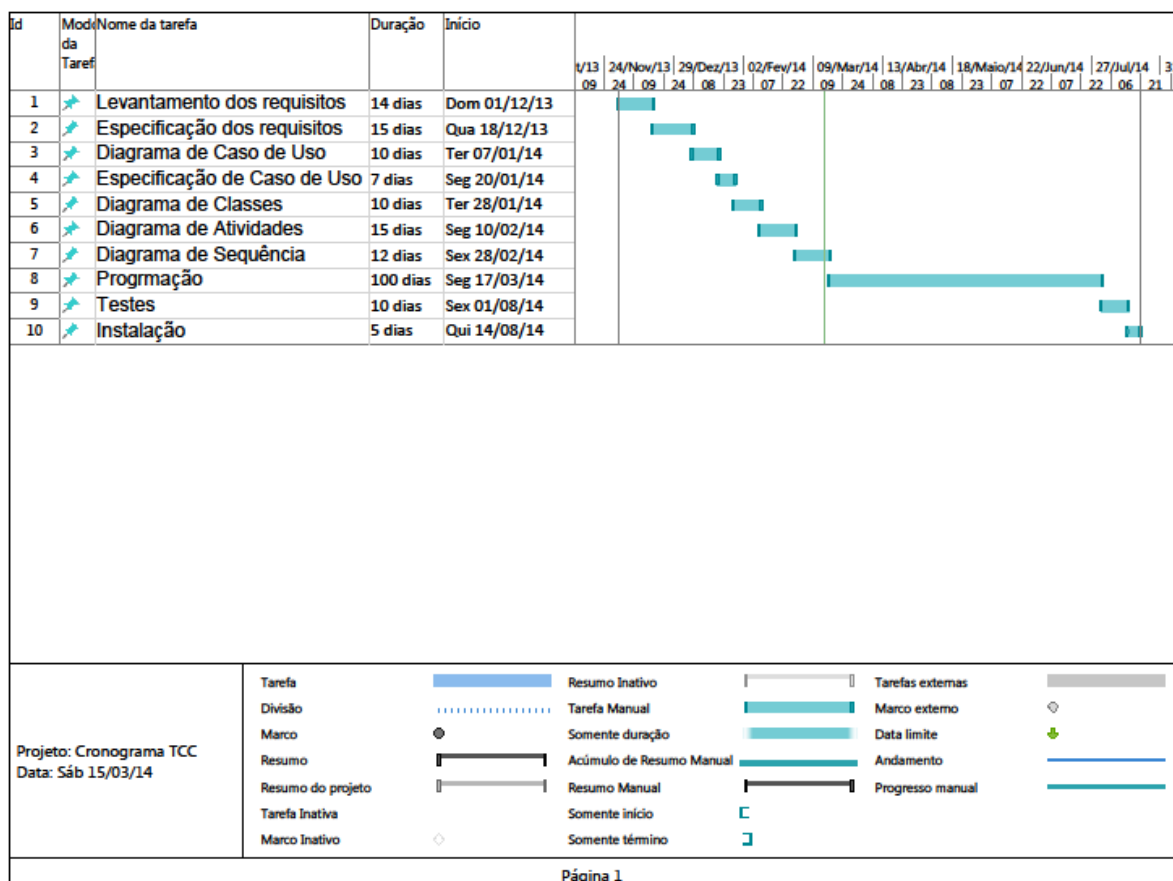 Id Modo Nome da tarefa Duração Início
da
Taref
t/13 24/Nov/13 29/Dez/13 02/Fev/14 09/Mar/14 13/Abr/14 18/Maio/14 22/Jun/14 27/Jul/14 3
09 24 09 24 08 23 07 22 09 24 08 23 08 23 07 22 07 22 06 21
1 Levantamento dos requisitos 14 dias Dom 01/12/13
2 Especificação dos requisitos 15 dias Qua 18/12/13
3 Diagrama de Caso de Uso 10 dias Ter 07/01/14
4 Especificação de Caso de Uso 7 dias Seg 20/01/14
5 Diagrama de Classes 10 dias Ter 28/01/14
6 Diagrama de Atividades 15 dias Seg 10/02/14
7 Diagrama de Sequência 12 dias Sex 28/02/14
8 Progrmação 100 dias Seg 17/03/14
9 Testes 10 dias Sex 01/08/14
10 Instalação 5 dias Qui 14/08/14
Projeto: Cronograma TCC
Data: Sáb 15/03/14
Tarefa Resumo Inativo Tarefas externas
Divisão Tarefa Manual Marco externo
Marco Somente duração Data limite
Resumo Acúmulo de Resumo Manual Andamento
Resumo do projeto Resumo Manual Progresso manual
Tarefa Inativa Somente início
Marco Inativo Somente término
Página 1